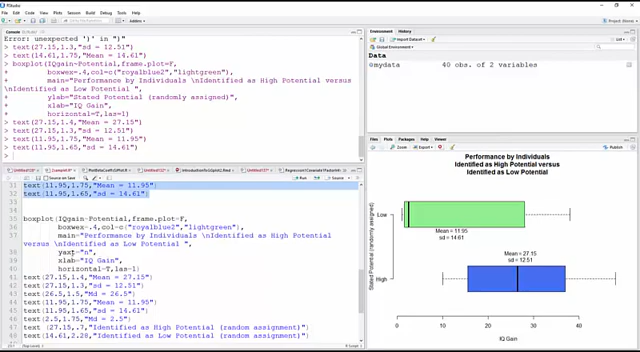 RStudio
File Edit Code View Plots Session Build Debug Tools Help
Addins
Project: (None)
Console
Error: unexpected ')' in ")"
> text(27.15,1.3,"sd = 12.51")
> text(14.61,2.75,"Mean = 14.61")
> boxplot(IQgain~Potential,frame.plot=F,
+ boxwex=.4,col=c("royalblue2","lightgreen"),
+ main="Performance by Individuals \nIdentified as High Potential versus
\nIdentified as Low Potential ",
+ ylab="Stated Potential (randomly assigned)",
+ xlab="IQ Gain",
+ horizontal=T,las=1)
> text(27.15,1.4,"Mean = 27.15")
> text(27.15,1.3,"sd = 12.51")
> text(11.95,1.75,"Mean = 11.95")
> text(11.95,1.65,"sd = 14.61")
>
Source on Save
Run
Source
31 text(11.95,1.75,"Mean = 11.95")
32 text(11.95,1.65,"sd = 14.61")
33
34
35 boxplot(IQgain~Potential,frame.plot=F,
36 boxwex=.4,col=c("royalblue2","lightgreen"),
37 main="Performance by Individuals \nIdentified as High Potential
versus \nIdentified as Low Potential ",
38 yaxt="n",
39 xlab="IQ Gain",
40 horizontal=T,las=1)
41 text(27.15,1.4,"Mean = 27.15")
42 text(27.15,1.3,"sd = 12.51")
43 text(26.5,1.5,"Md = 26.5")
44 text(11.95,1.75,"Mean = 11.95")
45 text(11.95,1.65,"sd = 14.61")
46 text(2.5,1.75,"Md = 2.5")
47 text(27.15,.7,"Identified as High Potential (random assignment)")
48 text(14.61,2.28,"Identified as Low Potential (random assignment)")
Environment History
Import Dataset
Global Environment
Data
mydata 40 obs. of 2 variables
Files Plots Packages Help Viewer
Zoom Export
Performance by Individuals
Identified as High Potential versus
Identified as Low Potential
Stated Potential (randomly assigned)
Low
High
Mean = 11.95
sd = 14.61
Mean = 27.15
sd = 12.51
0 10 20 30 40
IQ Gain